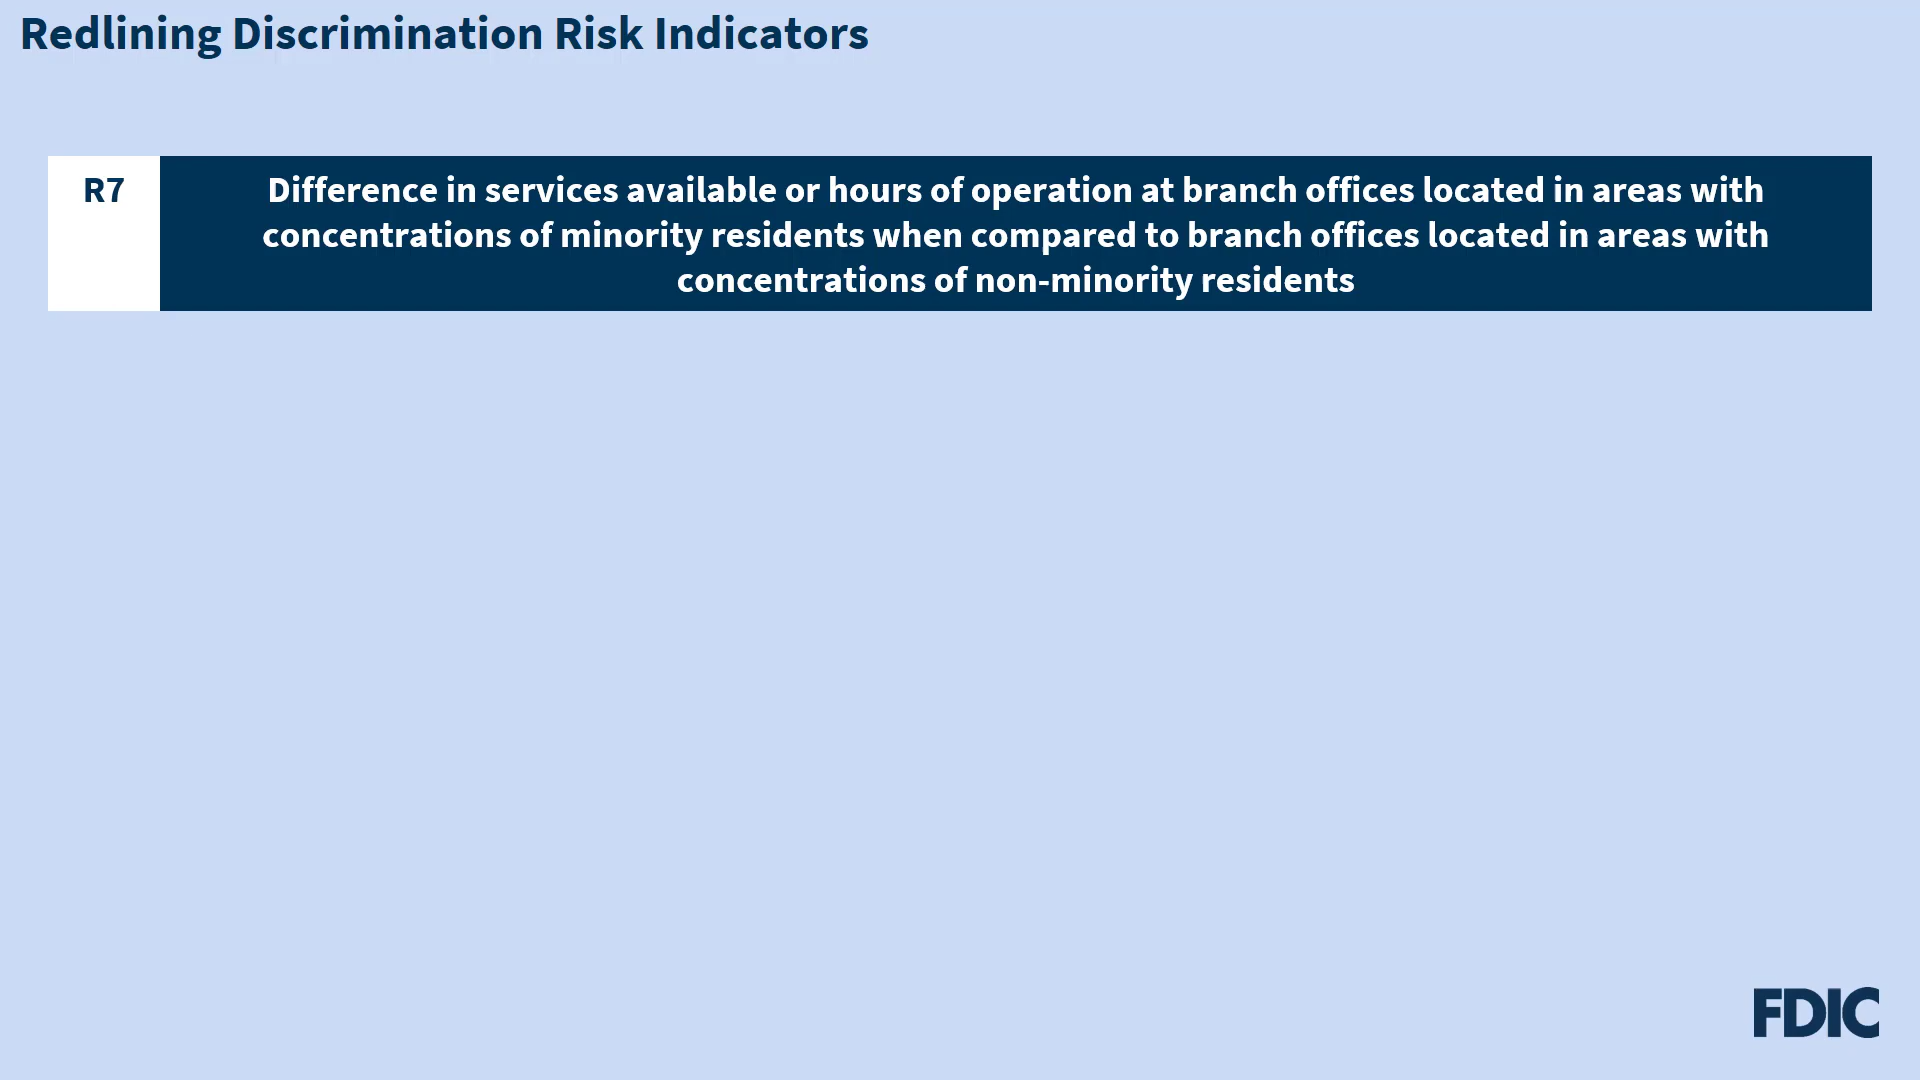 Redlining Discrimination Risk Indicators
R7
Difference in services available or hours of operation at branch offices located in areas with
concentrations of minority residents when compared to branch offices located in areas with
concentrations of non-minority residents
FDIC